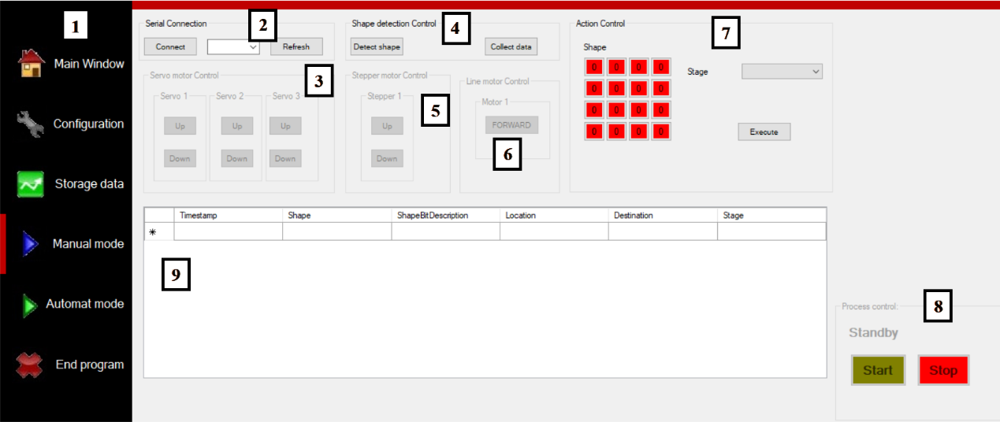 1
Main Window
Configuration
Storage data
Manual mode
Automat mode
End program
Serial Connection
2
Connect
Refresh
Servo motor Control
3
Servo 1
Servo 2
Servo 3
Up
Up
Up
Down
Down
Down
Shape detection Control
4
Detect shape
Collect data
Stepper motor Control
Stepper 1
5
Up
Down
Line motor Control
Motor 1
FORWARD
6
Action Control
7
Shape
0 0 0 0
0 0 0 0
0 0 0 0
0 0 0 0
Stage
Execute
Timestamp Shape ShapeBitDescription Location Destination Stage
*
9
Process control:
8
Standby
Start
Stop